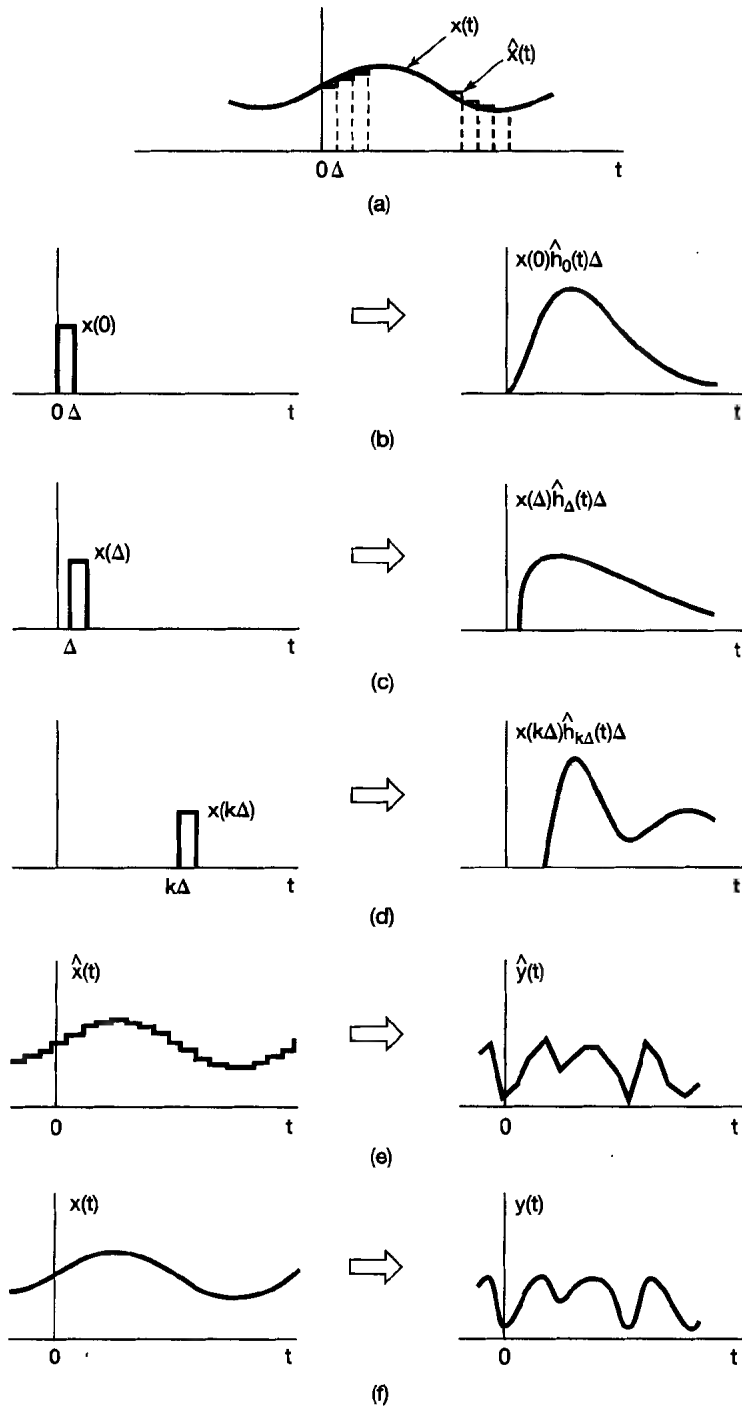 x(t)
x̂(t)
0 Δ t
(a)
x(0)
0 Δ t
x(0)ĥ₀(t)Δ
t
(b)
x(Δ)
Δ t
x(Δ)ĥ_Δ(t)Δ
t
(c)
x(kΔ)
kΔ t
x(kΔ)ĥ_kΔ(t)Δ
t
(d)
x̂(t)
0 t
ŷ(t)
0 t
(e)
x(t)
0 t
y(t)
0 t
(f)